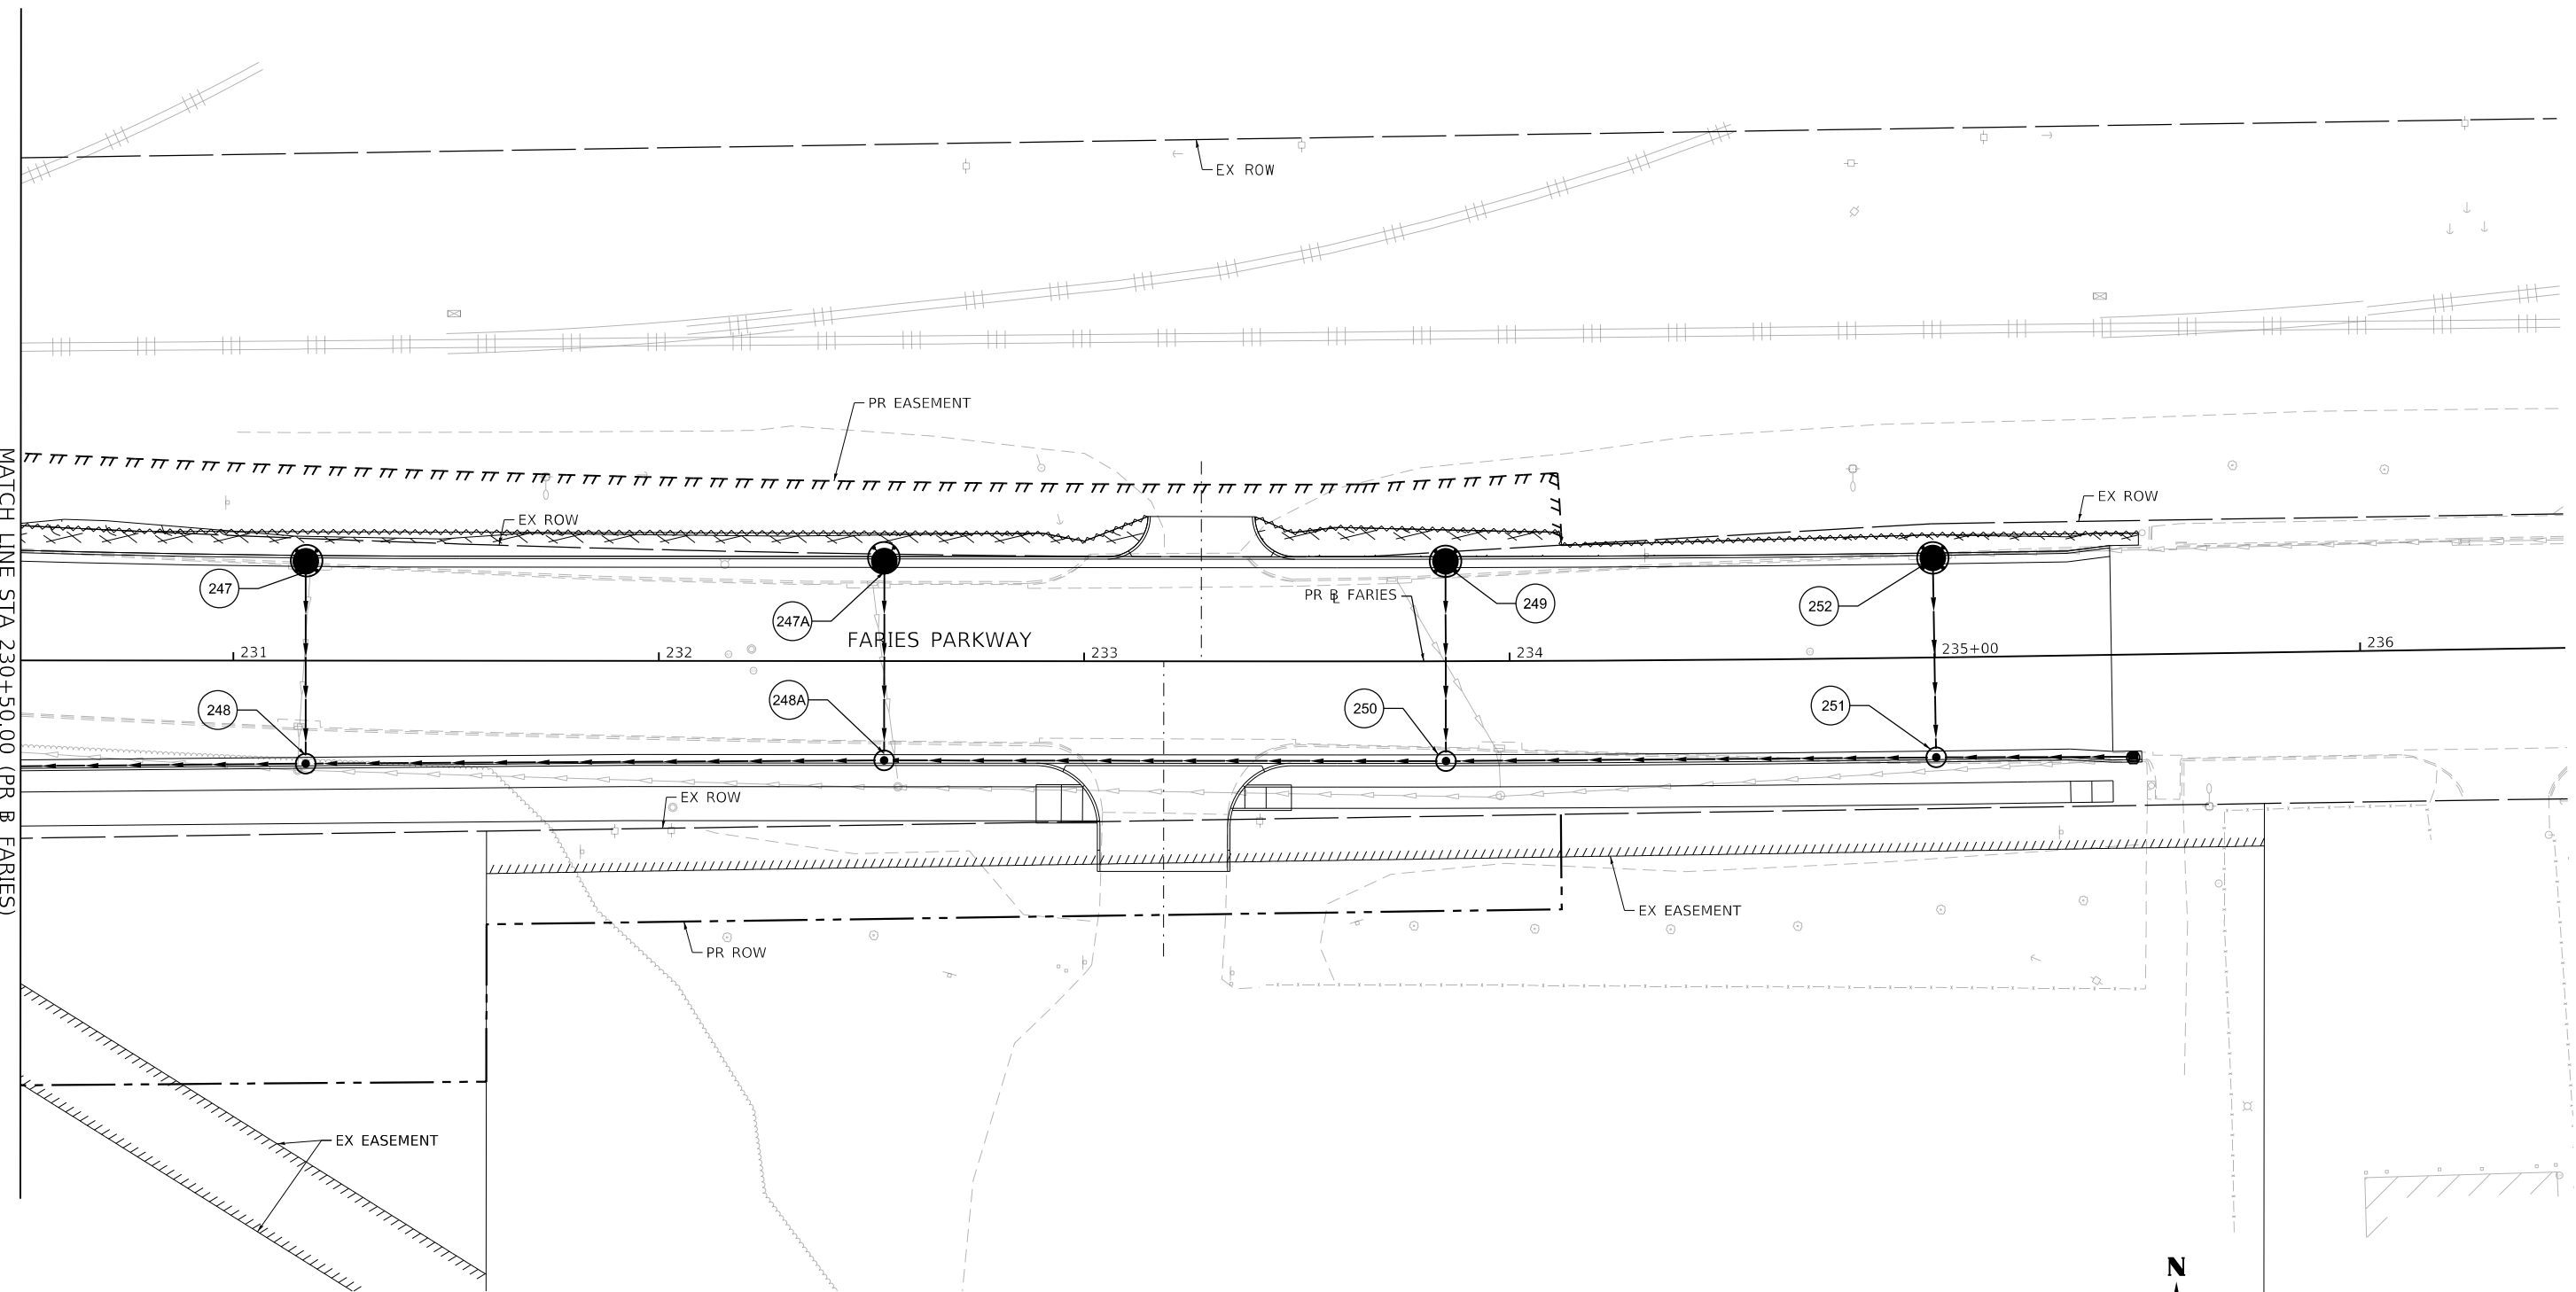 EX ROW
PR EASEMENT
EX ROW
EX ROW
247
247A
PR ℄ FARIES
249
252
FARIES PARKWAY
231
232
233
234
235+00
236
248
248A
250
251
EX ROW
EX EASEMENT
PR ROW
EX EASEMENT
MATCH LINE STA 230+50.00 (PR ℄ FARIES)
N